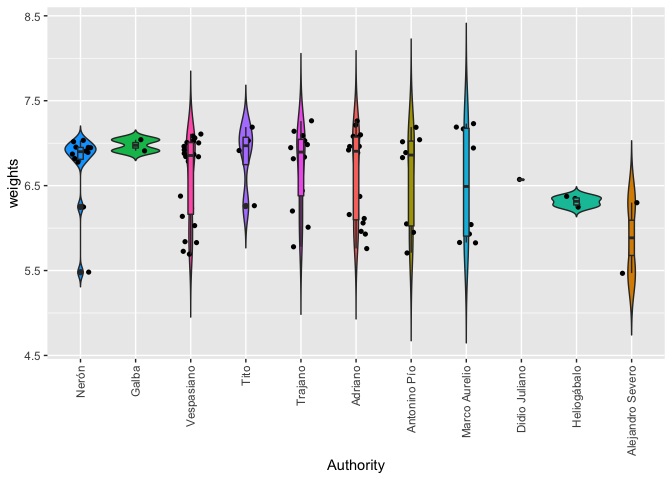 8.5
7.5
6.5
5.5
4.5
weights
Nerón
Galba
Vespasiano
Tito
Trajano
Adriano
Antonino Pío
Marco Aurelio
Didio Juliano
Heliogábalo
Alejandro Severo
Authority